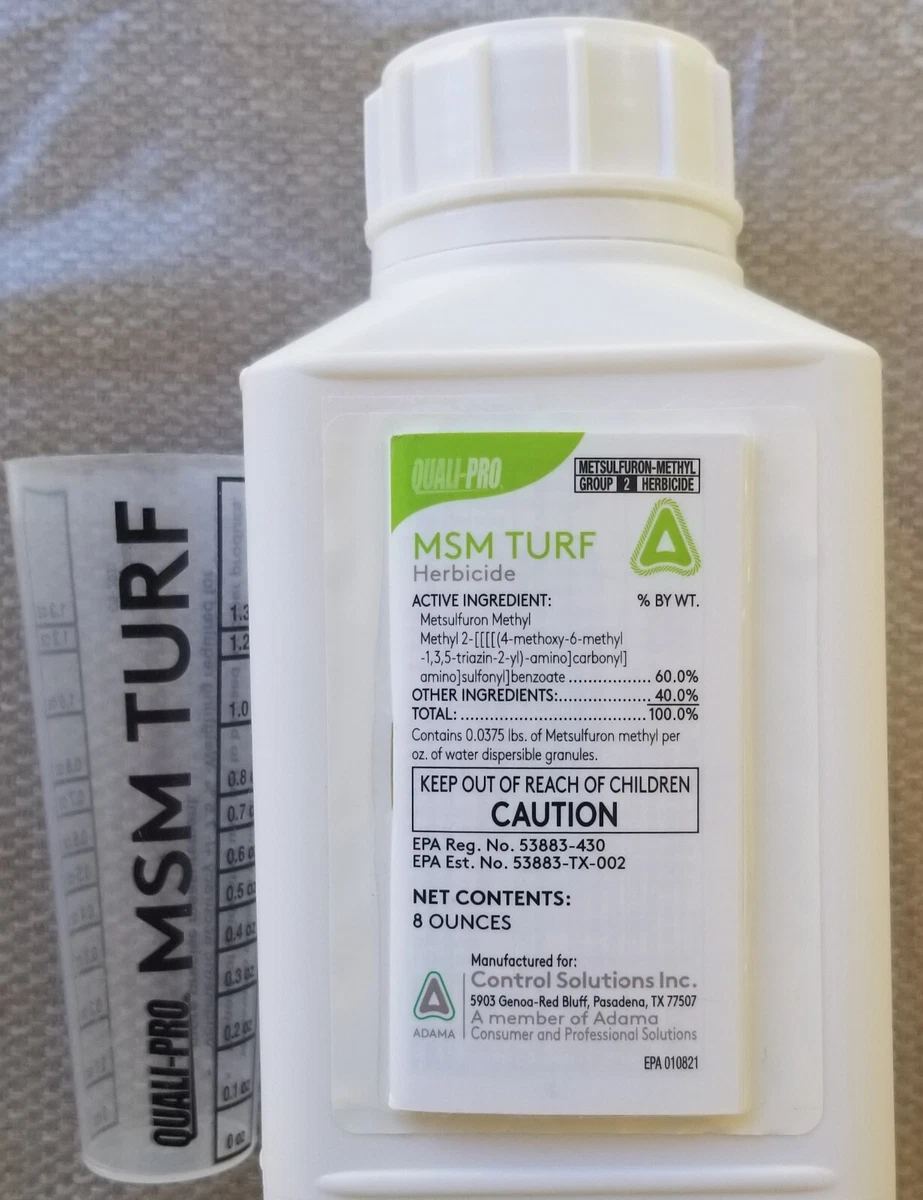 QUALI-PRO
METSULFURON-METHYL
GROUP 2 HERBICIDE
MSM TURF
Herbicide
ACTIVE INGREDIENT: % BY WT.
Metsulfuron Methyl
Methyl 2-[[[[(4-methoxy-6-methyl
-1,3,5-triazin-2-yl)-amino]carbonyl]
amino]sulfonyl]benzoate .................. 60.0%
OTHER INGREDIENTS:.................... 40.0%
TOTAL: ........................................ 100.0%
Contains 0.0375 lbs. of Metsulfuron methyl per
oz. of water dispersible granules.
KEEP OUT OF REACH OF CHILDREN
CAUTION
EPA Reg. No. 53883-430
EPA Est. No. 53883-TX-002
NET CONTENTS:
8 OUNCES
Manufactured for:
Control Solutions Inc.
5903 Genoa-Red Bluff, Pasadena, TX 77507
A member of Adama
Consumer and Professional Solutions
ADAMA
EPA 010821
QUALI-PRO MSM TURF
1.3
1.2
1.0
0.8
0.7
0.6
0.5 oz
0.4 oz
0.3 oz
0.2 oz
0.1 oz
0 oz